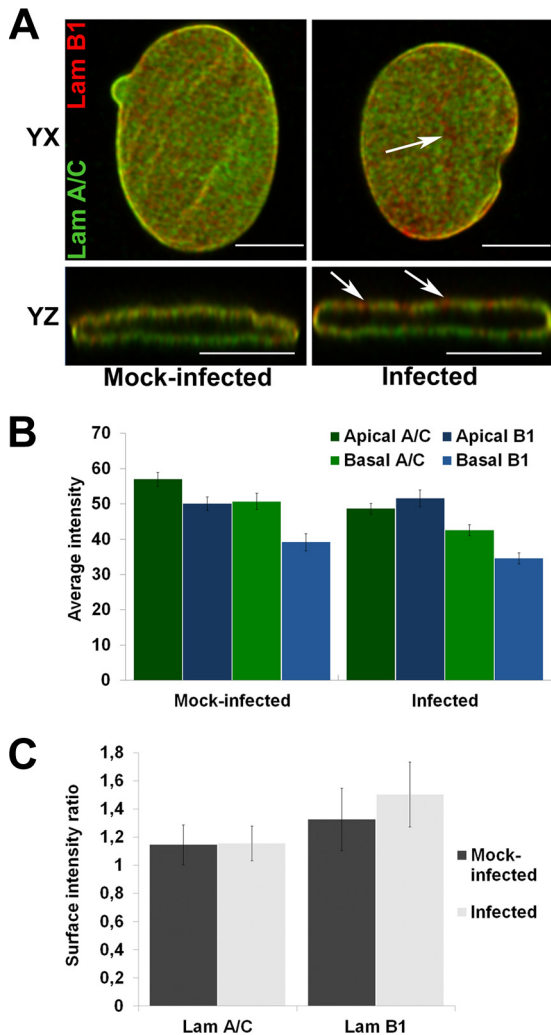 A
Lam A/C Lam B1
YX
YZ
Mock-infected Infected
B
Average intensity
70
60
50
40
30
20
10
0
Apical A/C Apical B1
Basal A/C Basal B1
Mock-infected Infected
C
Surface intensity ratio
1,8
1,6
1,4
1,2
1
0,8
0,6
0,4
0,2
0
Mock-
infected
Infected
Lam A/C Lam B1